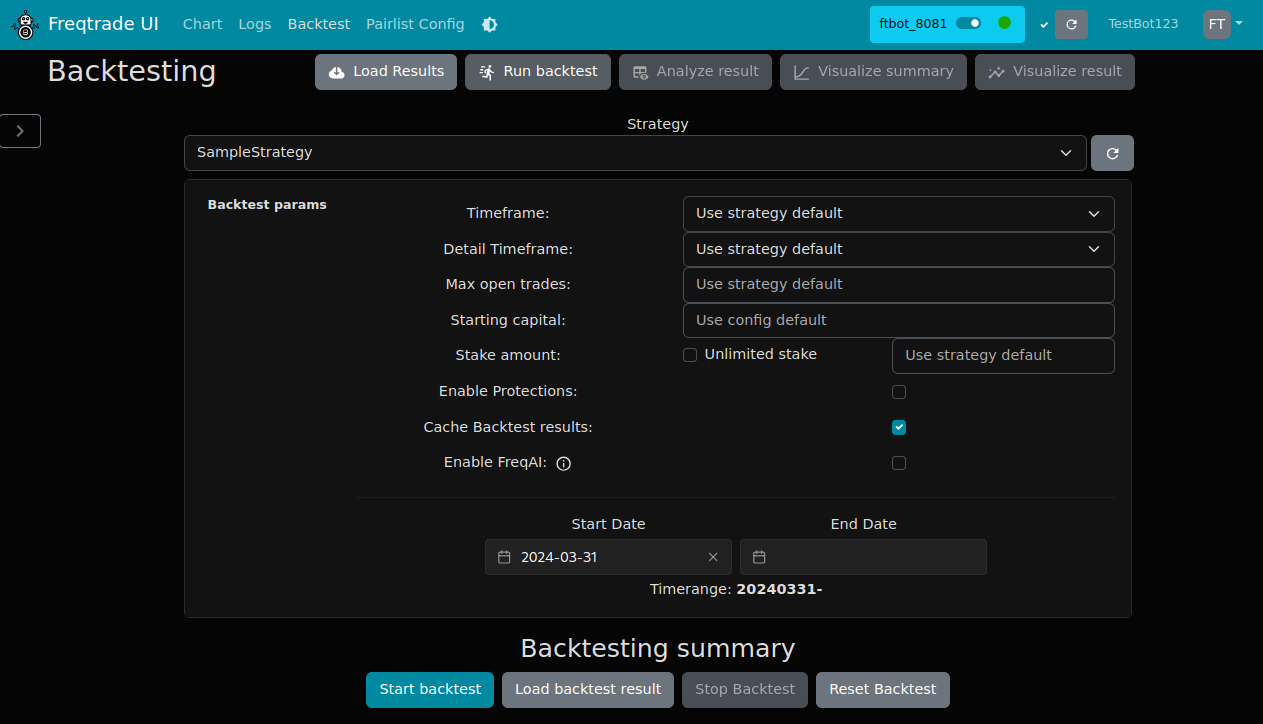 Freqtrade UI Chart Logs Backtest Pairlist Config ftbot_8081 TestBot123 FT
Backtesting Load Results Run backtest Analyze result Visualize summary Visualize result
Strategy
SampleStrategy
Backtest params
Timeframe: Use strategy default
Detail Timeframe: Use strategy default
Max open trades: Use strategy default
Starting capital: Use config default
Stake amount: Unlimited stake Use strategy default
Enable Protections:
Cache Backtest results:
Enable FreqAI:
Start Date End Date
2024-03-31
Timerange: 20240331-
Backtesting summary
Start backtest Load backtest result Stop Backtest Reset Backtest